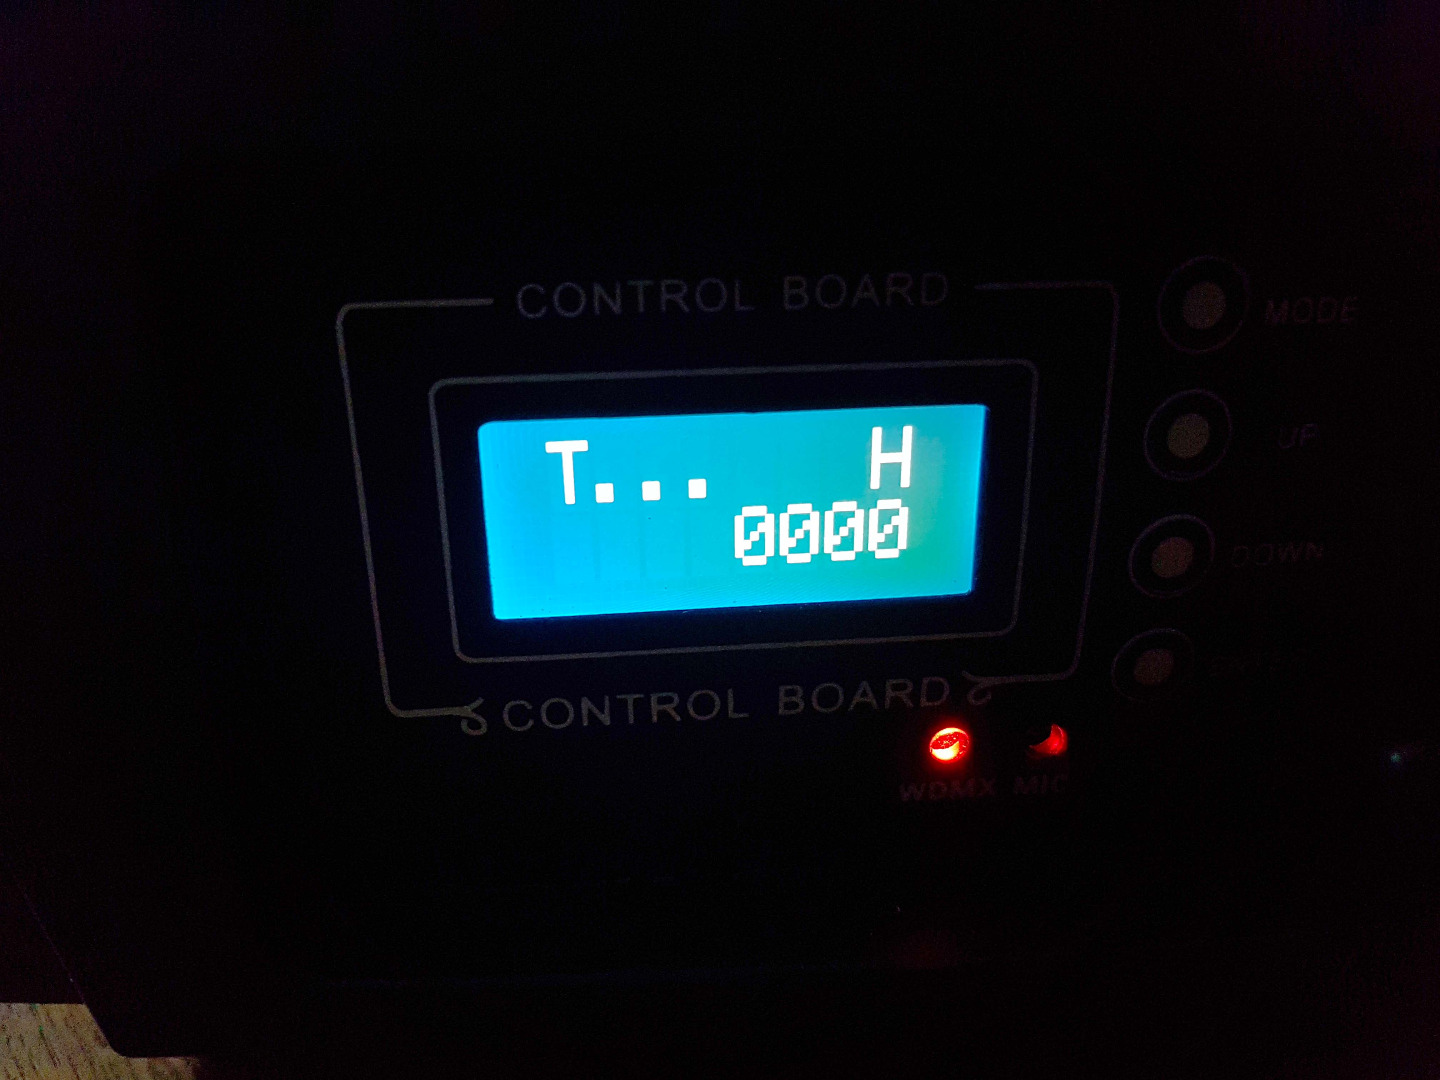 CONTROL BOARD
MODE
T... H
UP
0000
DOWN
CONTROL BOARD
WDMX MIC